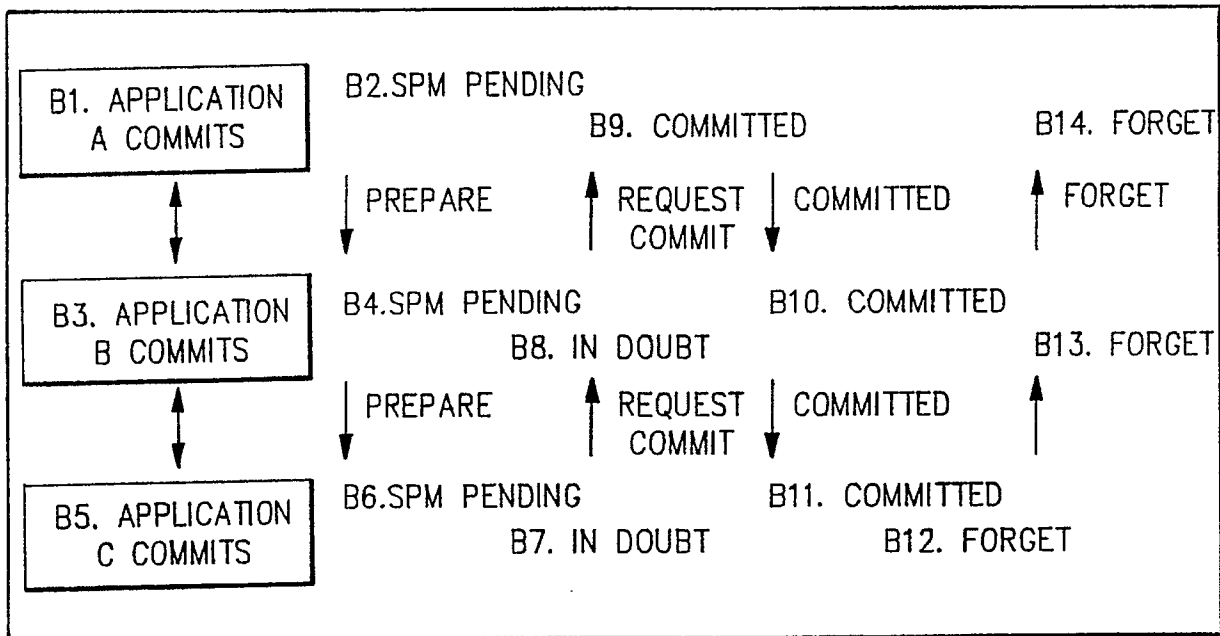 B1. APPLICATION
A COMMITS
B2.SPM PENDING
B9. COMMITTED
B14. FORGET
PREPARE
REQUEST
COMMIT
COMMITTED
FORGET
B3. APPLICATION
B COMMITS
B4.SPM PENDING
B8. IN DOUBT
B10. COMMITTED
B13. FORGET
PREPARE
REQUEST
COMMIT
COMMITTED
B5. APPLICATION
C COMMITS
B6.SPM PENDING
B7. IN DOUBT
B11. COMMITTED
B12. FORGET